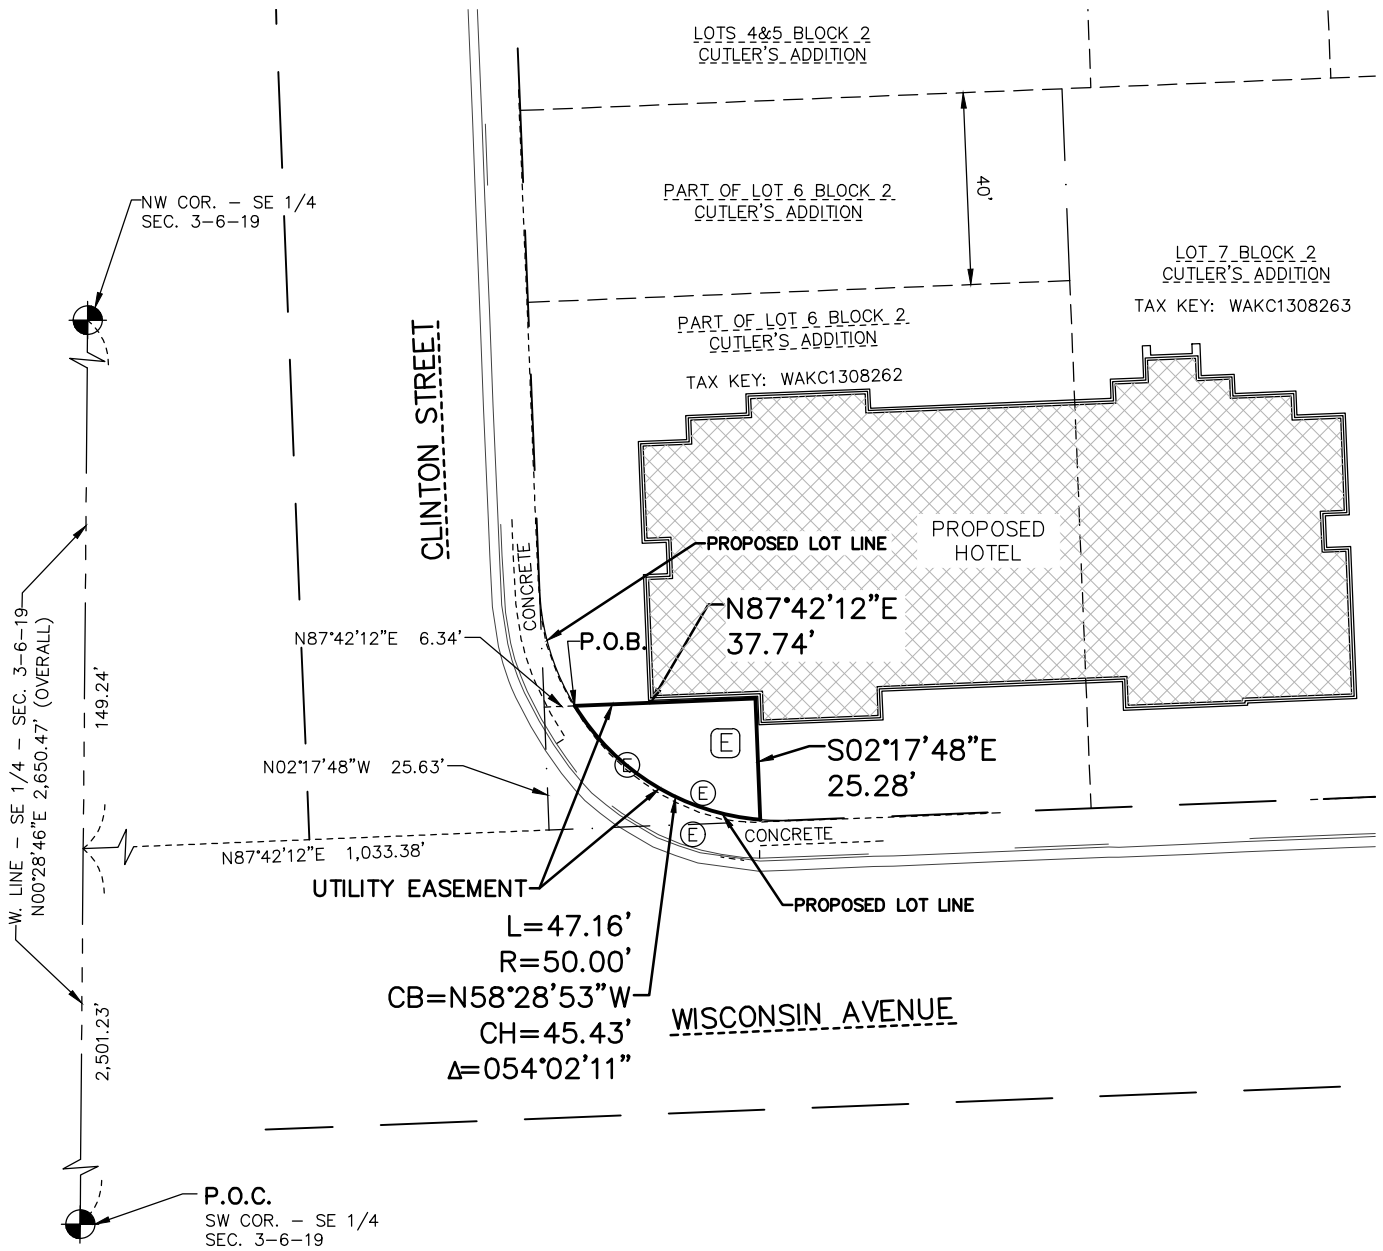 LOTS 4&5 BLOCK 2
CUTLER'S ADDITION
40'
NW COR. – SE 1/4
SEC. 3–6–19
PART OF LOT 6 BLOCK 2
CUTLER'S ADDITION
LOT 7 BLOCK 2
CUTLER'S ADDITION
TAX KEY: WAKC1308263
PART OF LOT 6 BLOCK 2
CUTLER'S ADDITION
TAX KEY: WAKC1308262
CLINTON STREET
PROPOSED
HOTEL
PROPOSED LOT LINE
CONCRETE
N87°42'12"E
37.74'
N87°42'12"E 6.34'
P.O.B.
W. LINE – SE 1/4 – SEC. 3–6–19
N00°28'46"E 2,650.47' (OVERALL)
149.24'
E
S02°17'48"E
25.28'
N02°17'48"W 25.63'
E
E
E
CONCRETE
N87°42'12"E 1,033.38'
UTILITY EASEMENT
PROPOSED LOT LINE
L=47.16'
R=50.00'
CB=N58°28'53"W
CH=45.43'
Δ=054°02'11"
WISCONSIN AVENUE
2,501.23'
P.O.C.
SW COR. – SE 1/4
SEC. 3–6–19